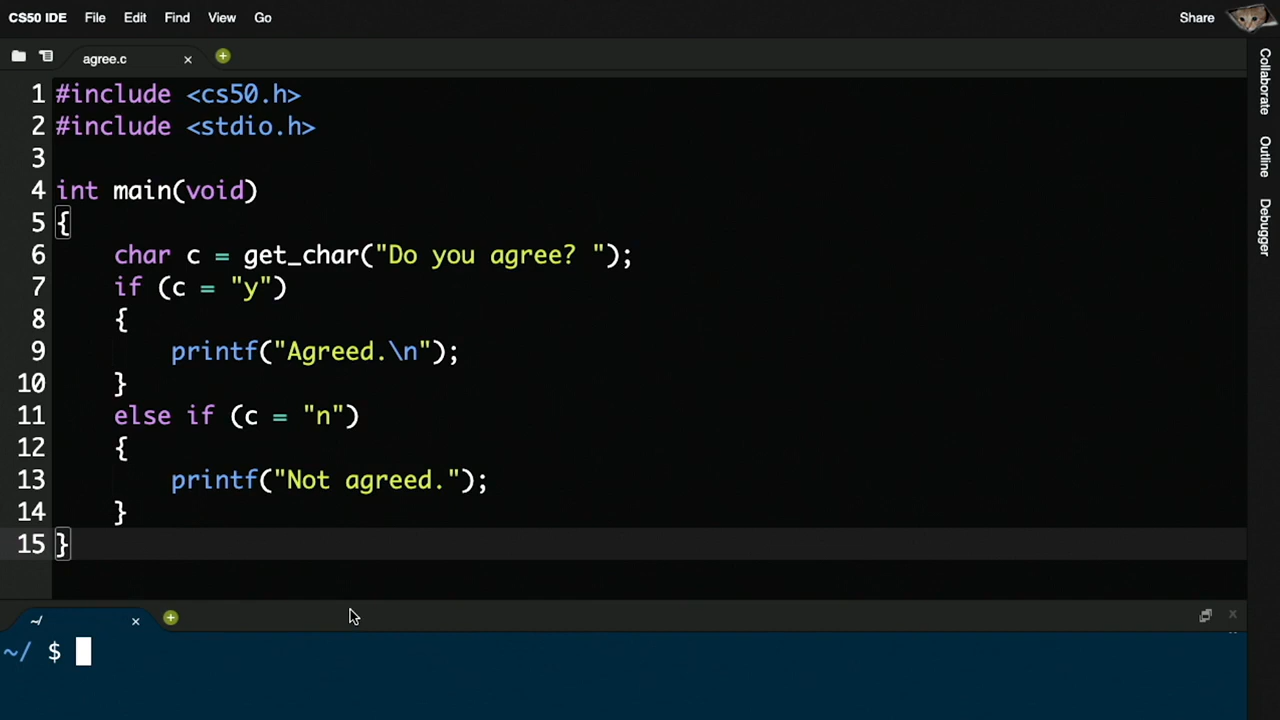 CS50 IDE File Edit Find View Go Share
agree.c
1 #include <cs50.h>
2 #include <stdio.h>
3
4 int main(void)
5 {
6     char c = get_char("Do you agree? ");
7     if (c = "y")
8     {
9         printf("Agreed.\n");
10     }
11     else if (c = "n")
12     {
13         printf("Not agreed.");
14     }
15 }
Collaborate
Outline
Debugger
~/
~/ $